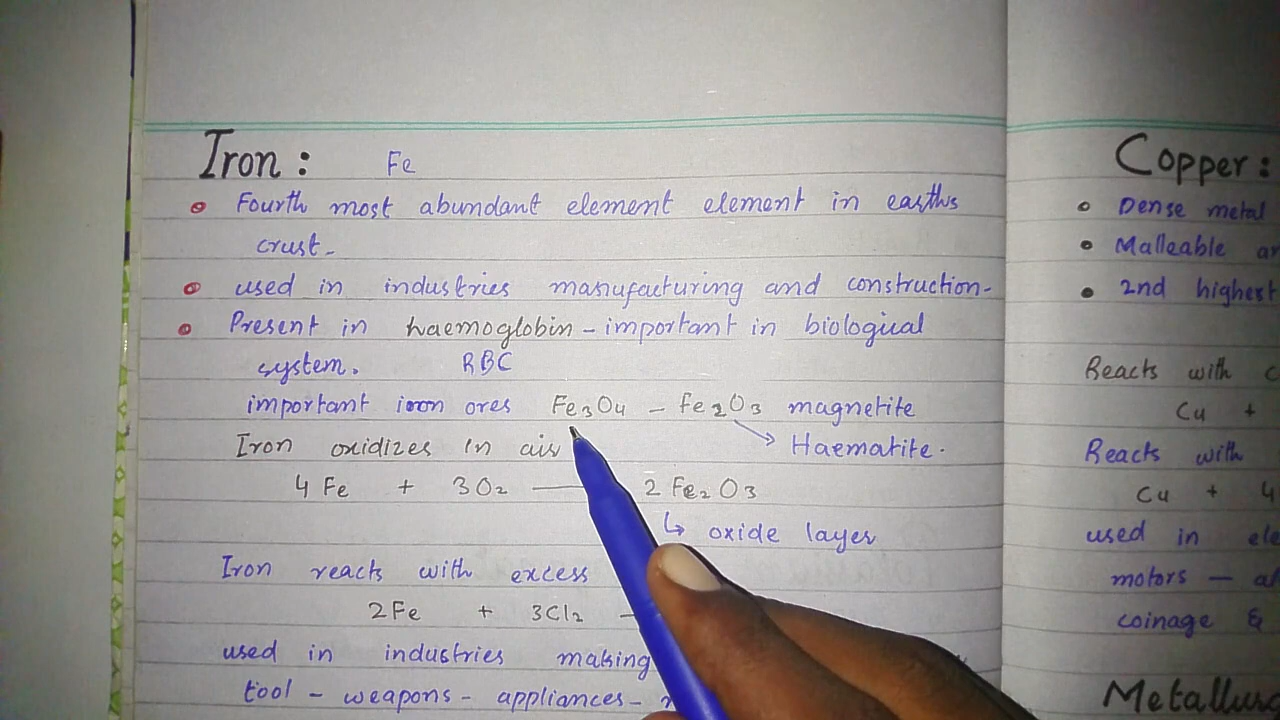 Iron: Fe
Fourth most abundant element element in earths
crust.
used in industries manufacturing and construction.
Present in haemoglobin - important in biological
system. RBC
important iron ores Fe3O4 - Fe2O3 magnetite
Iron oxidizes in air → Haematite.
4 Fe + 3O2 — 2 Fe2O3
↳ oxide layer
Iron reacts with excess
2Fe + 3Cl2 -
used in industries making
tool - weapons - appliances -
Copper:
Dense metal
Malleable
2nd highest
Reacts with
Cu +
Reacts with
Cu + 4
used in
motors -
coinage &